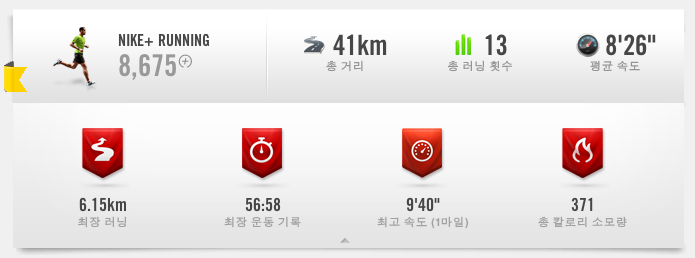 NIKE+ RUNNING
8,675
41km
총 거리
13
총 러닝 횟수
8'26"
평균 속도
6.15km
최장 러닝
56:58
최장 운동 기록
9'40"
최고 속도 (1마일)
371
총 칼로리 소모량